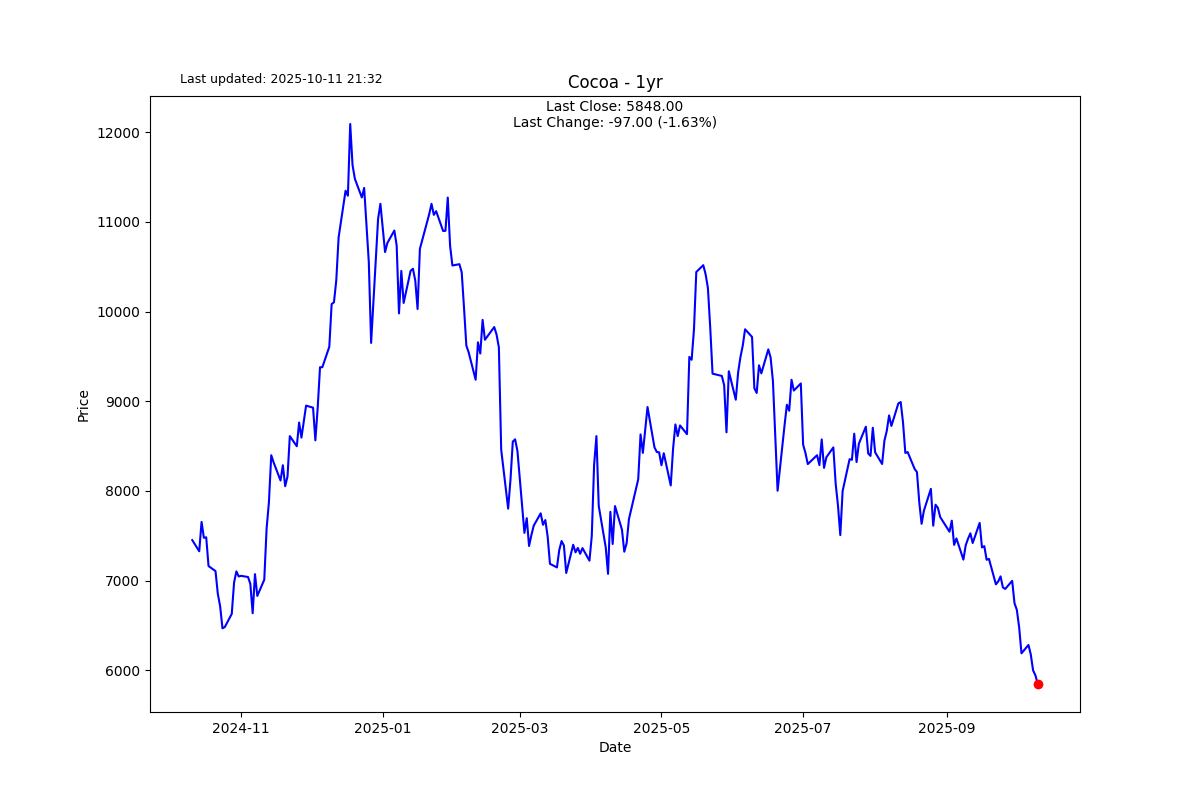 Last updated: 2025-10-11 21:32
Cocoa - 1yr
Last Close: 5848.00
Last Change: -97.00 (-1.63%)
12000
11000
10000
9000
8000
7000
6000
Price
2024-11
2025-01
2025-03
2025-05
2025-07
2025-09
Date